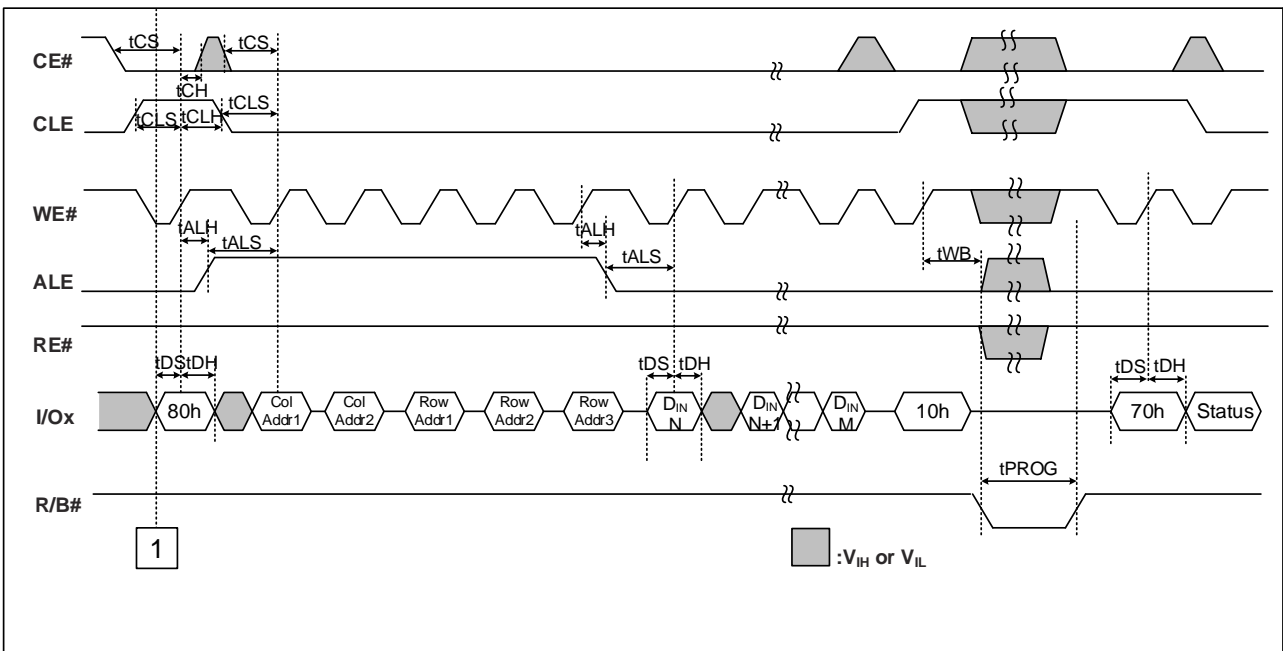 tCS
tCS
CE#
tCH
tCLS
tCLS
tCLH
CLE
WE#
tALH
tALS
tALH
tALS
tWB
ALE
RE#
tDS
tDH
tDS
tDH
tDS
tDH
I/Ox
80h
Col
Addr1
Col
Addr2
Row
Addr1
Row
Addr2
Row
Addr3
DIN
N
DIN
N+1
DIN
M
10h
70h
Status
tPROG
R/B#
1
:VIH or VIL